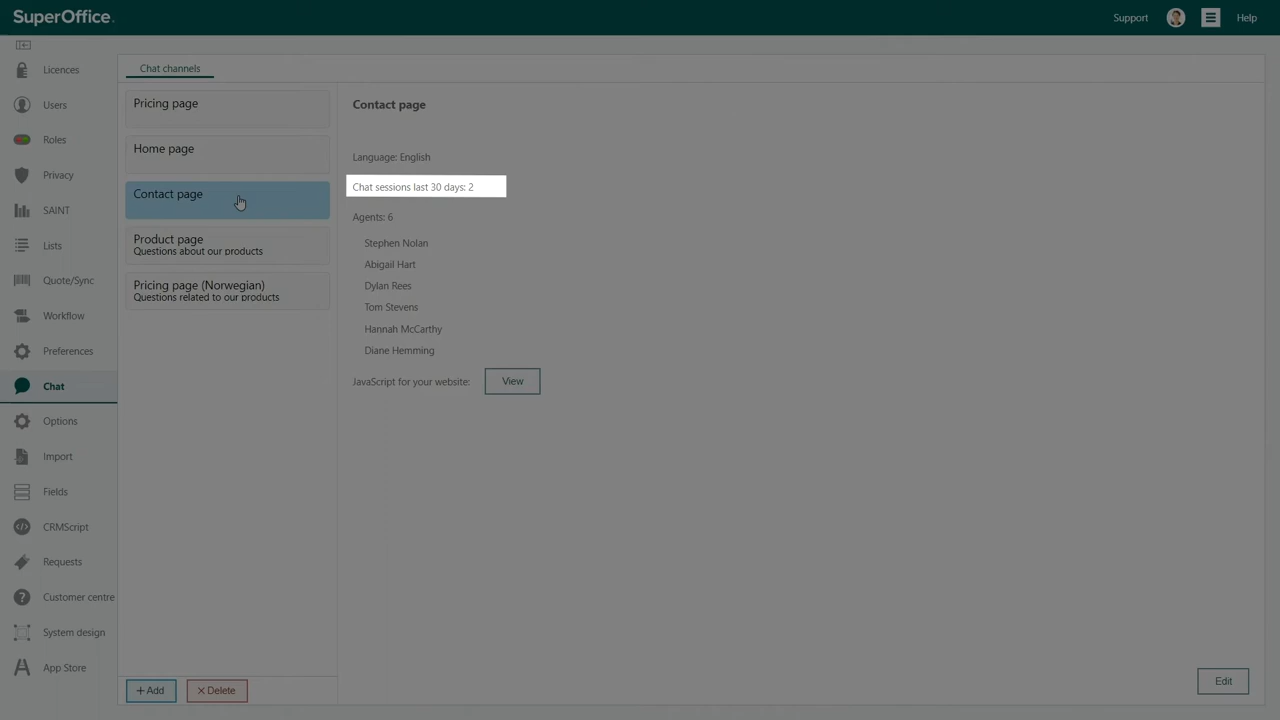 SuperOffice.
Support
Help
Licences
Users
Roles
Privacy
SAINT
Lists
Quote/Sync
Workflow
Preferences
Chat
Options
Import
Fields
CRMScript
Requests
Customer centre
System design
App Store
Chat channels
Pricing page
Home page
Contact page
Product page
Questions about our products
Pricing page (Norwegian)
Questions related to our products
+ Add
× Delete
Contact page
Language: English
Chat sessions last 30 days: 2
Agents: 6
Stephen Nolan
Abigail Hart
Dylan Rees
Tom Stevens
Hannah McCarthy
Diane Hemming
JavaScript for your website:
View
Edit